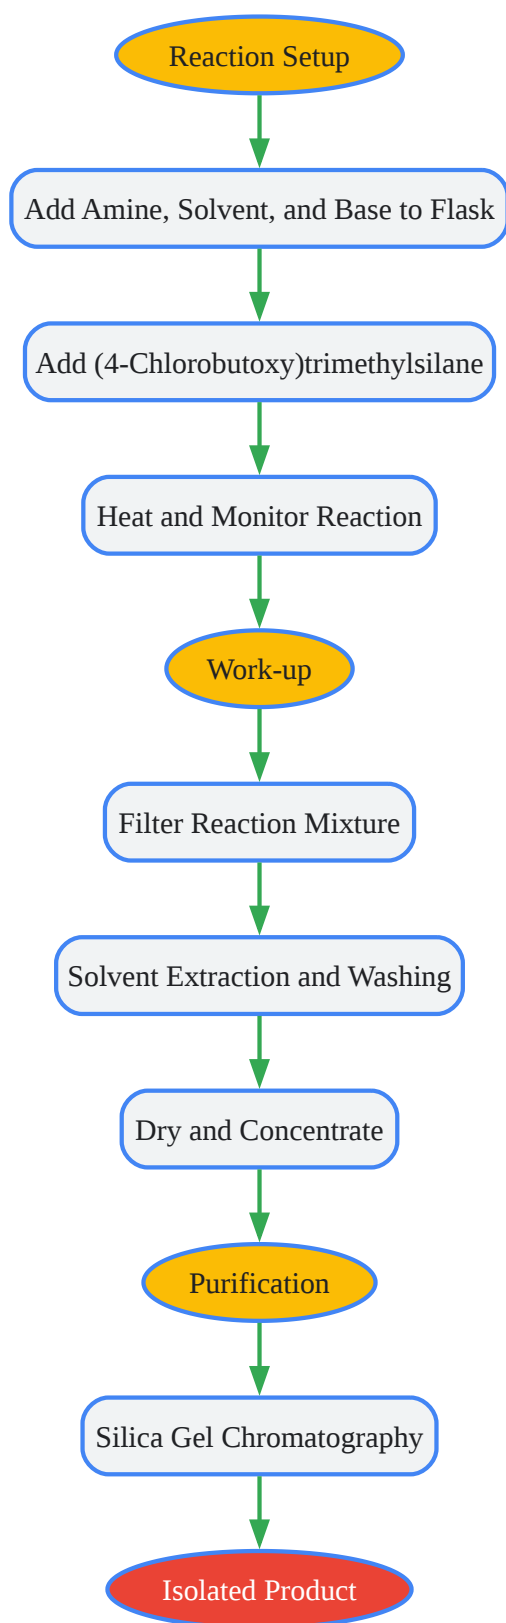 Reaction Setup
Add Amine, Solvent, and Base to Flask
Add (4-Chlorobutoxy)trimethylsilane
Heat and Monitor Reaction
Work-up
Filter Reaction Mixture
Solvent Extraction and Washing
Dry and Concentrate
Purification
Silica Gel Chromatography
Isolated Product